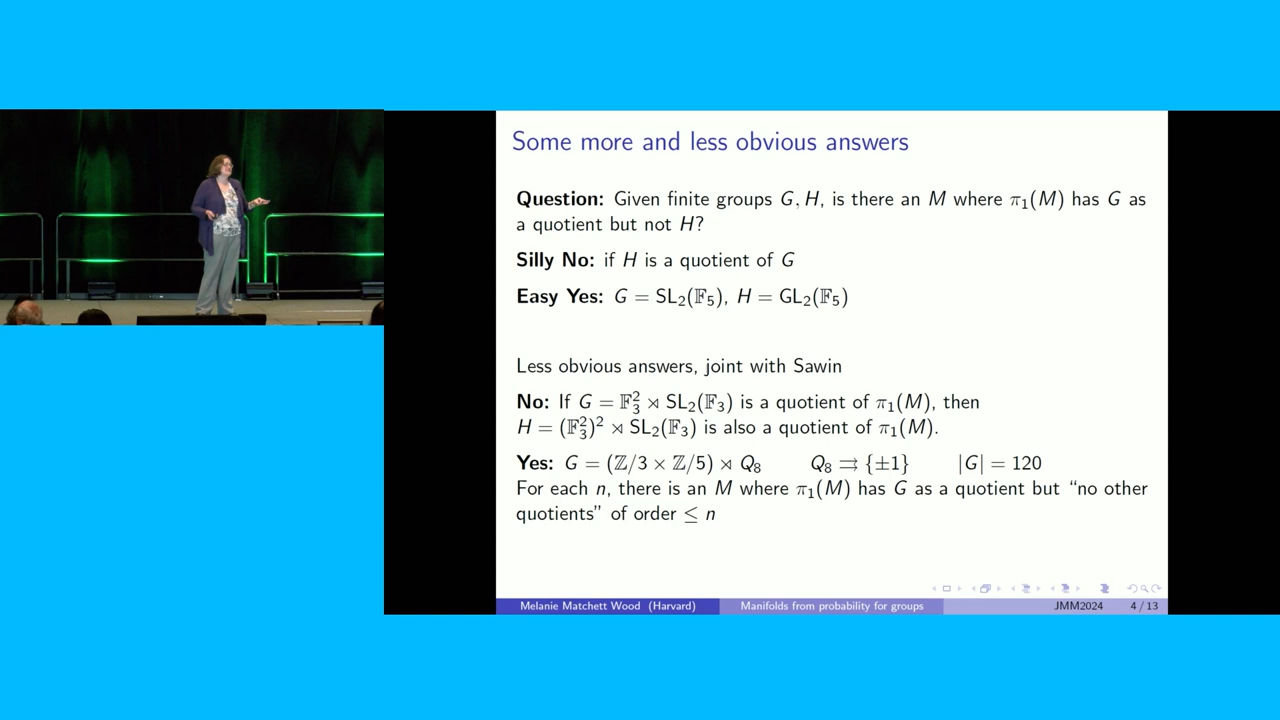 Some more and less obvious answers
Question: Given finite groups G, H, is there an M where π₁(M) has G as
a quotient but not H?
Silly No: if H is a quotient of G
Easy Yes: G = SL₂(𝔽₅), H = GL₂(𝔽₅)
Less obvious answers, joint with Sawin
No: If G = 𝔽₃² ⋊ SL₂(𝔽₃) is a quotient of π₁(M), then
H = (𝔽₃²)² ⋊ SL₂(𝔽₃) is also a quotient of π₁(M).
Yes: G = (ℤ/3 × ℤ/5) ⋊ Q₈ Q₈ ⇉ {±1} |G| = 120
For each n, there is an M where π₁(M) has G as a quotient but “no other
quotients” of order ≤ n
Melanie Matchett Wood (Harvard) Manifolds from probability for groups JMM2024 4 / 13